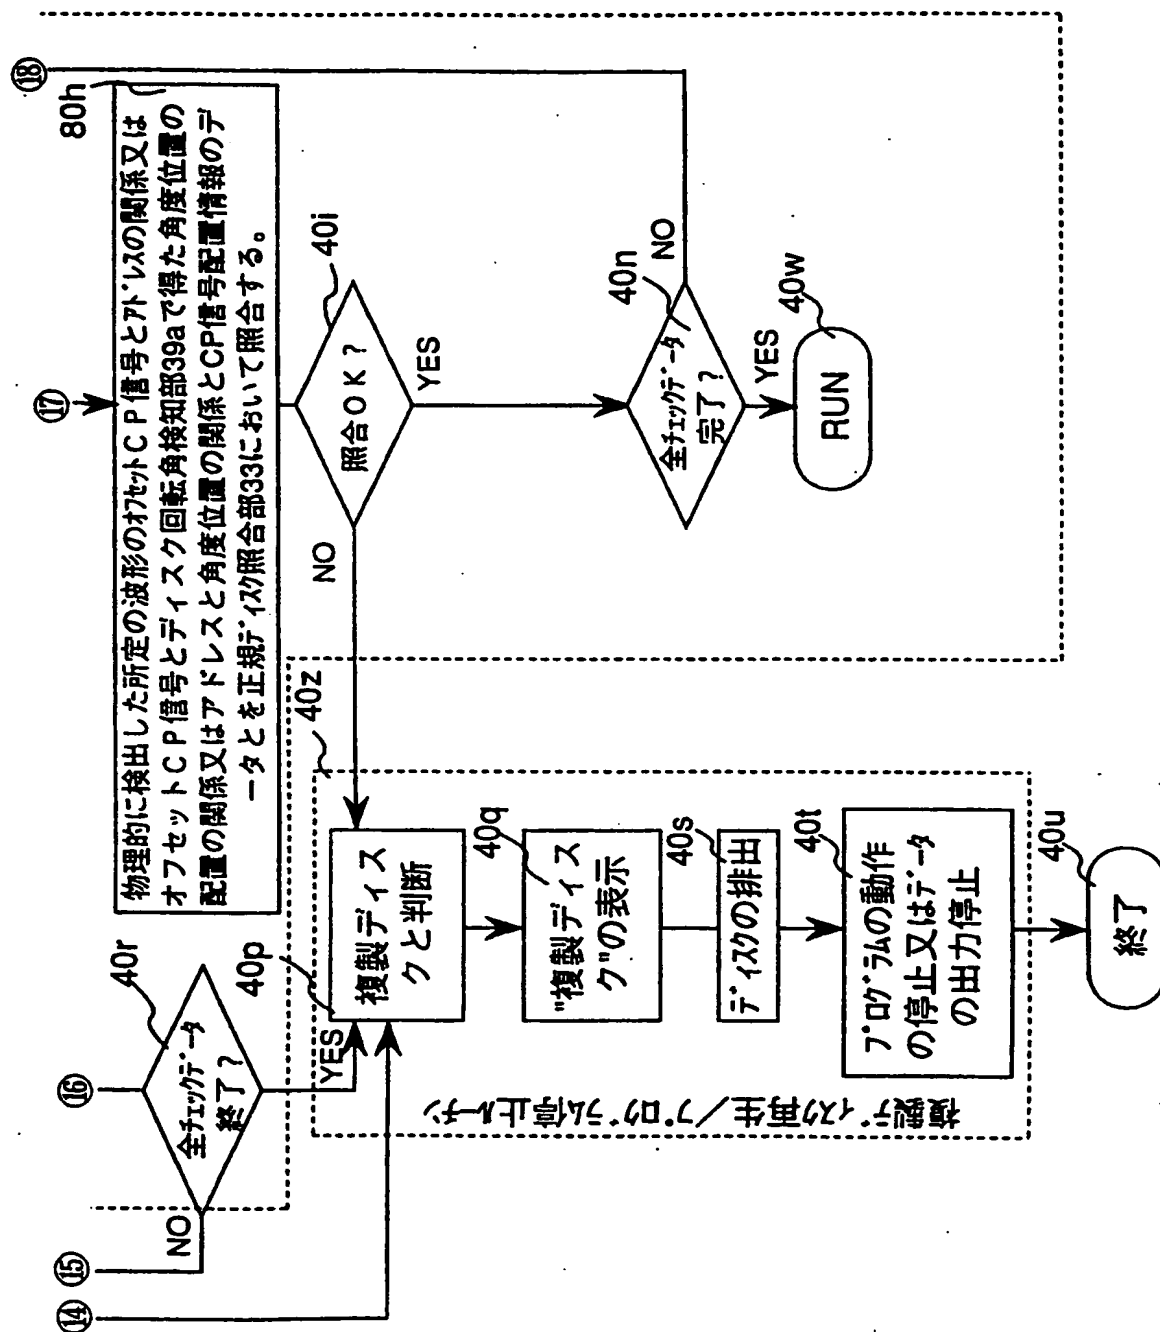 ⑭
⑮
⑯
⑰
⑱
NO
40r
全チェックデータ
終了？
YES
80h
物理的に検出した所定の波形のオフセットCP信号とアドレスの関係又は
オフセットCP信号とディスク回転角検知部39aで得た角度位置の
配置の関係又はアドレスと角度位置の関係とCP信号配置情報のデ
ータとを正規ディスク照合部33において照合する。
40i
照合OK？
NO
YES
40n
全チェックデータ
完了？
NO
YES
40w
RUN
40z
複製ディスク再生／プログラム停止ルーチン
40p
複製ディス
クと判断
40q
"複製ディス
ク"の表示
40s
ディスクの排出
40t
プログラムの動作
の停止又はデータ
の出力停止
40u
終了